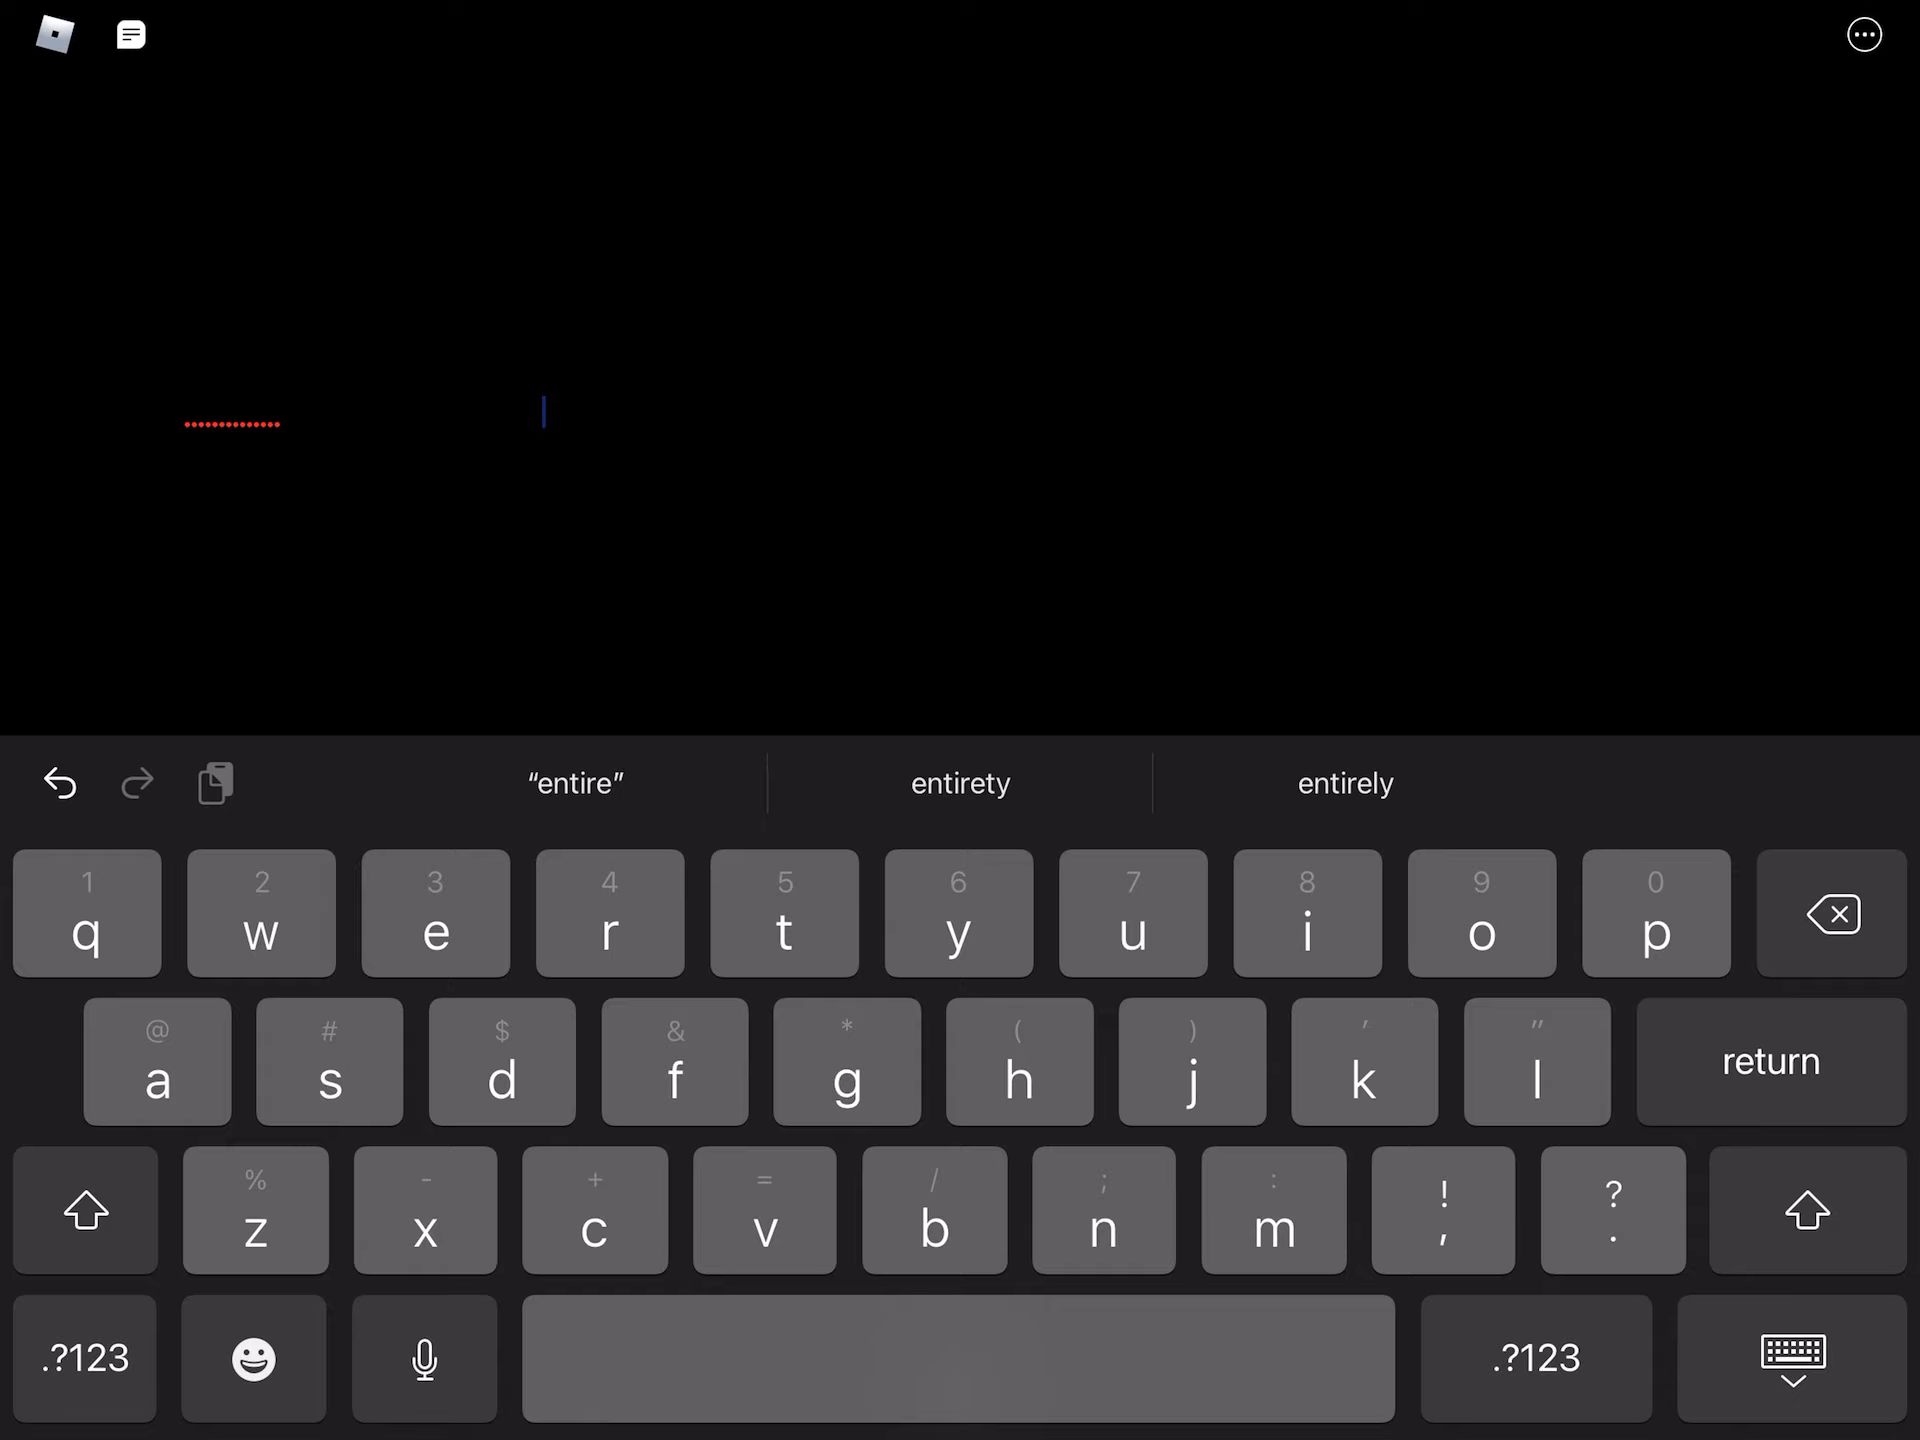 “entire” entirety entirely
1 2 3 4 5 6 7 8 9 0
q w e r t y u i o p
@ # $ & * ( ) ′ ″
a s d f g h j k l return
% - + = / ; : ! ?
z x c v b n m , .
.?123 .?123